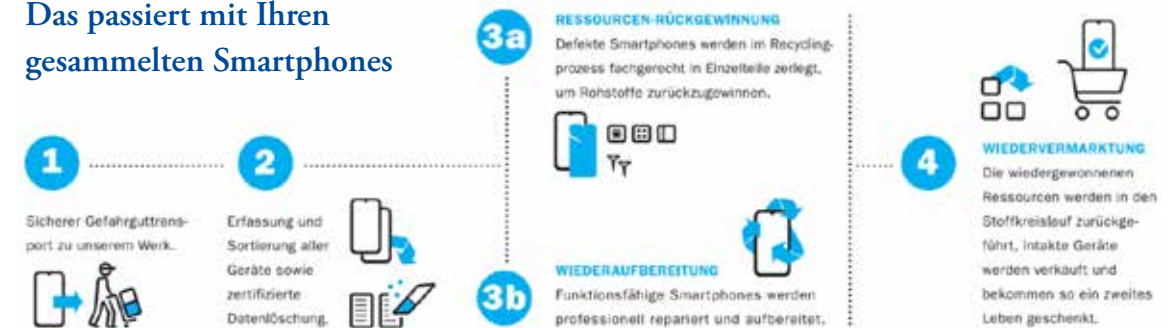 Das passiert mit Ihren
gesammelten Smartphones
1
Sicherer Gefahrguttrans-
port zu unserem Werk.
2
Erfassung und
Sortierung aller
Geräte sowie
zertifizierte
Datenlöschung.
3a
RESSOURCEN-RÜCKGEWINNUNG
Defekte Smartphones werden im Recycling-
prozess fachgerecht in Einzelteile zerlegt,
um Rohstoffe zurückzugewinnen.
3b
WIEDERAUFBEREITUNG
Funktionsfähige Smartphones werden
professionell repariert und aufbereitet.
4
WIEDERVERMARKTUNG
Die wiedergewonnenen
Ressourcen werden in den
Stoffkreislauf zurückge-
führt, intakte Geräte
werden verkauft und
bekommen so ein zweites
Leben geschenkt.